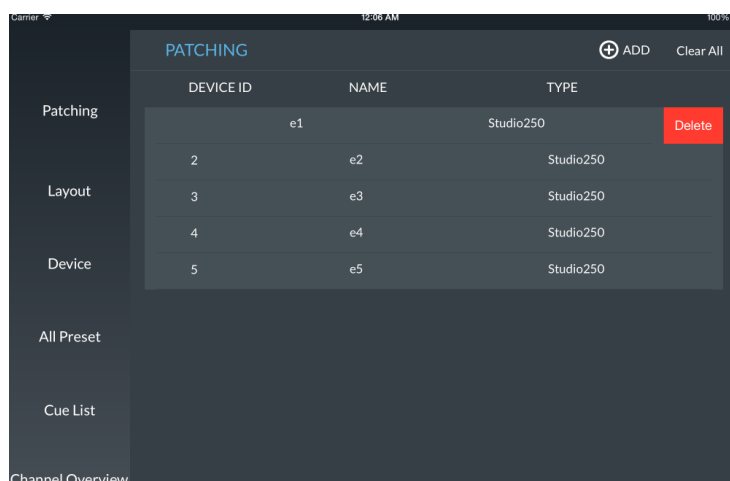 Carrier 12:06 AM 100%
PATCHING ADD Clear All
DEVICE ID NAME TYPE
Patching
e1 Studio250 Delete
2 e2 Studio250
Layout
3 e3 Studio250
4 e4 Studio250
Device
5 e5 Studio250
All Preset
Cue List
Channel Overview